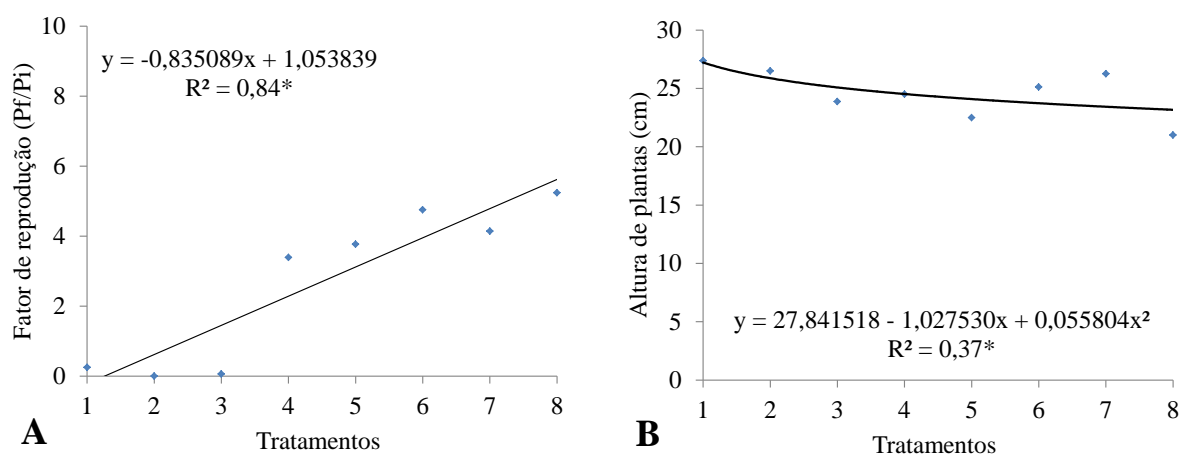 Fator de reprodução (Pf/Pi)
10
8
6
4
2
0
y = -0,835089x + 1,053839
R² = 0,84*
1 2 3 4 5 6 7 8
Tratamentos
A
Altura de plantas (cm)
30
25
20
15
10
5
0
y = 27,841518 - 1,027530x + 0,055804x²
R² = 0,37*
1 2 3 4 5 6 7 8
Tratamentos
B